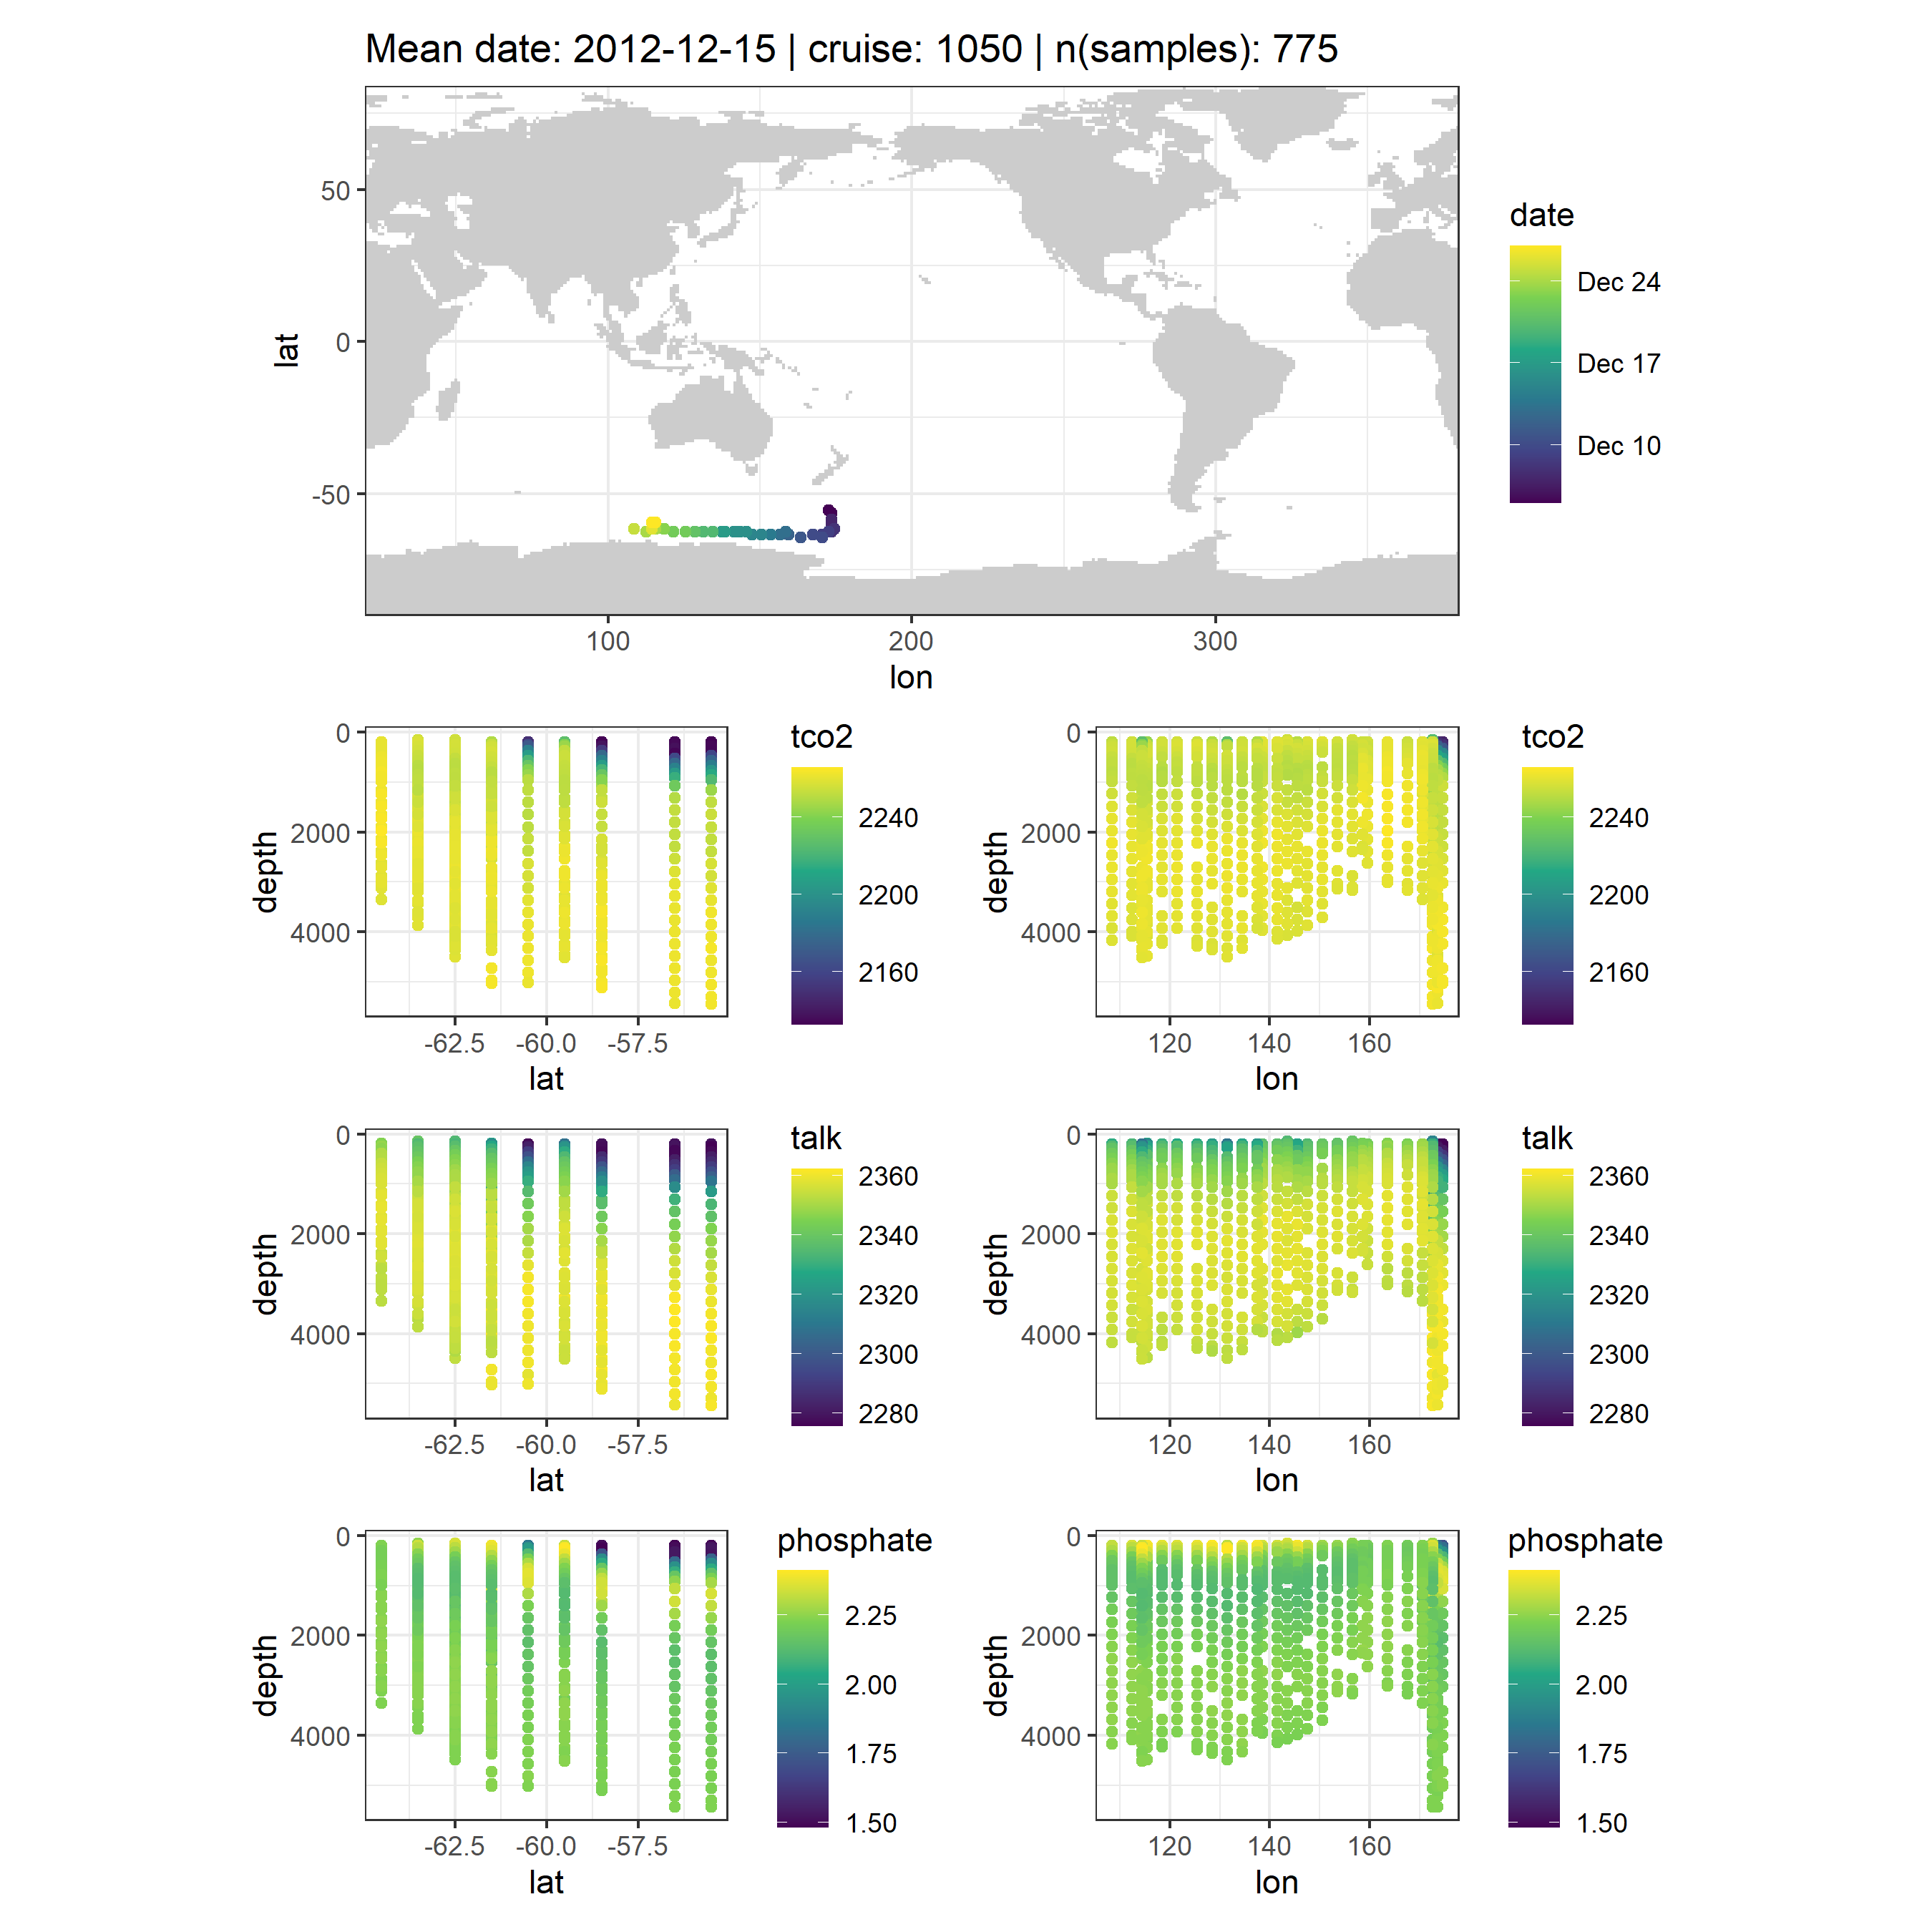 Mean date: 2012-12-15 | cruise: 1050 | n(samples): 775
50
0
-50
lat
100
200
300
lon
date
Dec 24
Dec 17
Dec 10
0
2000
4000
depth
-62.5
-60.0
-57.5
lat
tco2
2240
2200
2160
0
2000
4000
depth
120
140
160
lon
tco2
2240
2200
2160
0
2000
4000
depth
-62.5
-60.0
-57.5
lat
talk
2360
2340
2320
2300
2280
0
2000
4000
depth
120
140
160
lon
talk
2360
2340
2320
2300
2280
0
2000
4000
depth
-62.5
-60.0
-57.5
lat
phosphate
2.25
2.00
1.75
1.50
0
2000
4000
depth
120
140
160
lon
phosphate
2.25
2.00
1.75
1.50